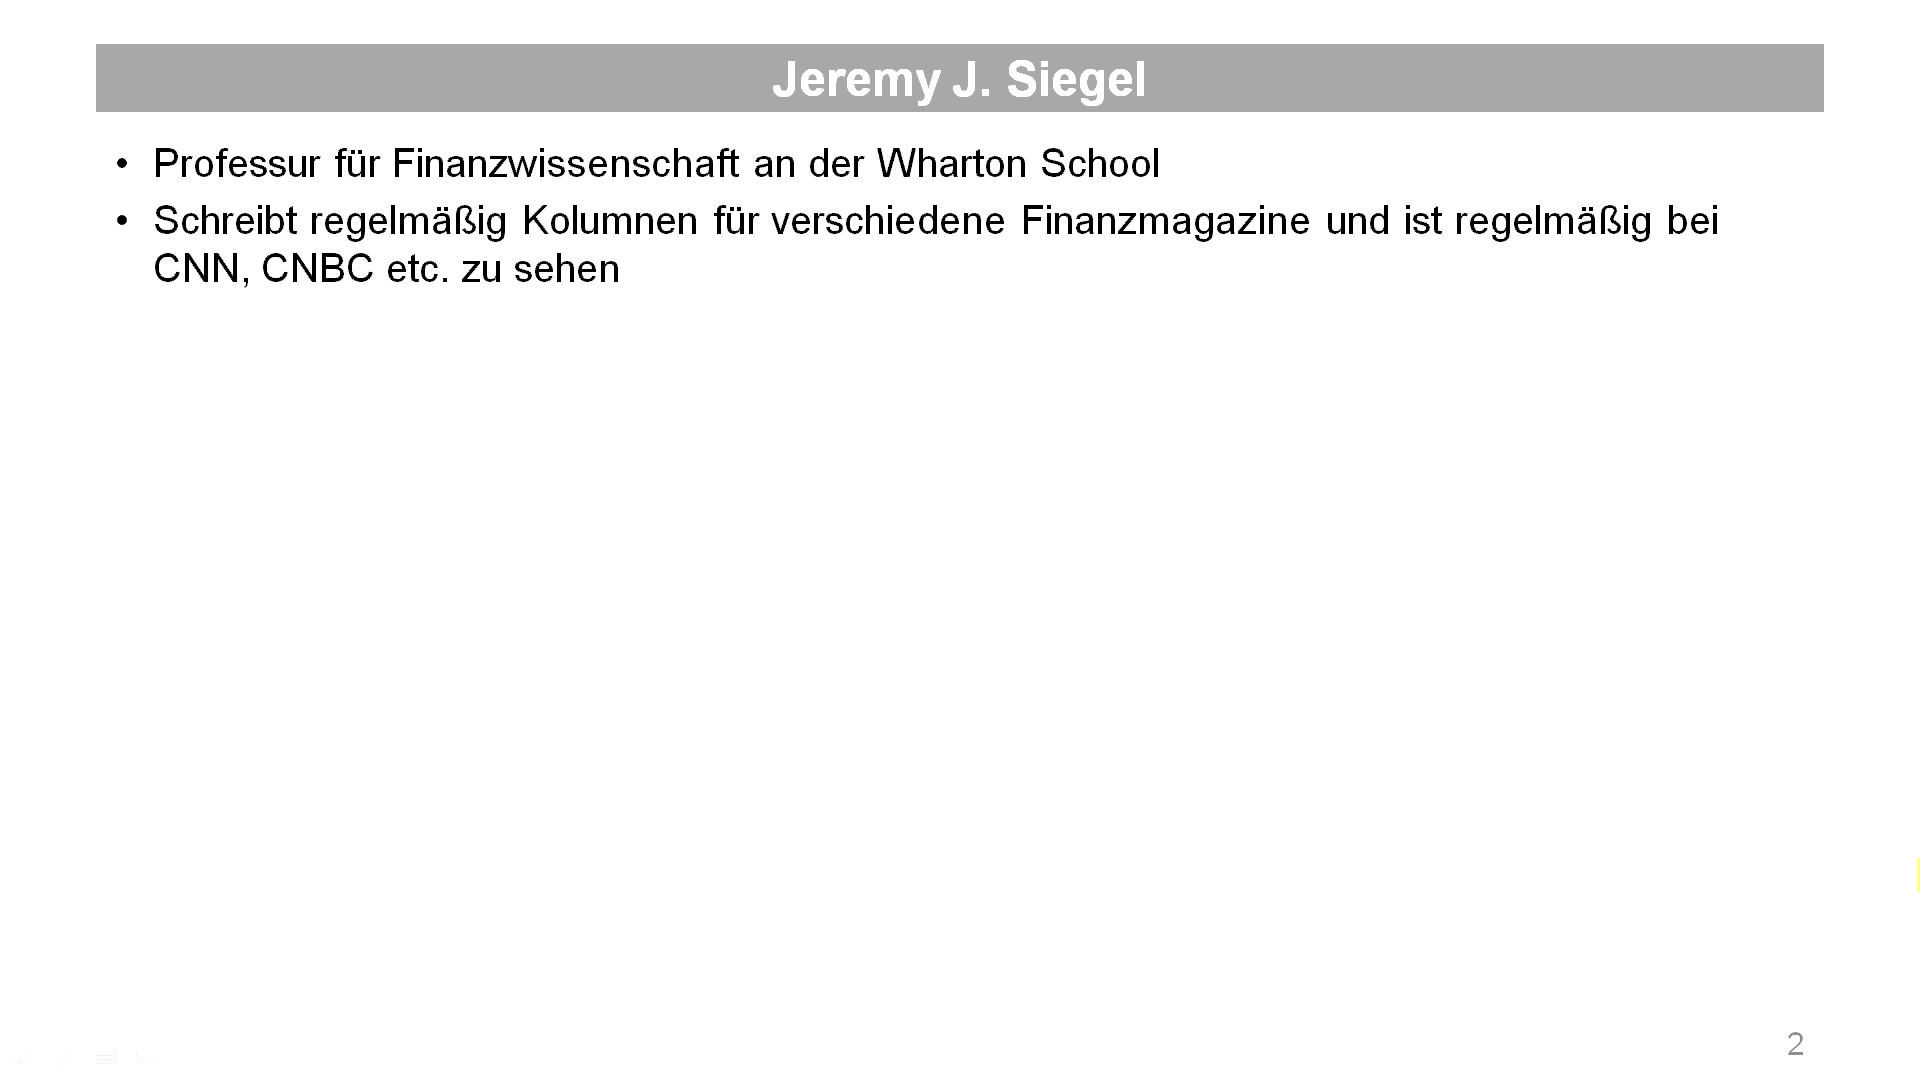 Jeremy J. Siegel
• Professur für Finanzwissenschaft an der Wharton School
• Schreibt regelmäßig Kolumnen für verschiedene Finanzmagazine und ist regelmäßig bei
CNN, CNBC etc. zu sehen
2